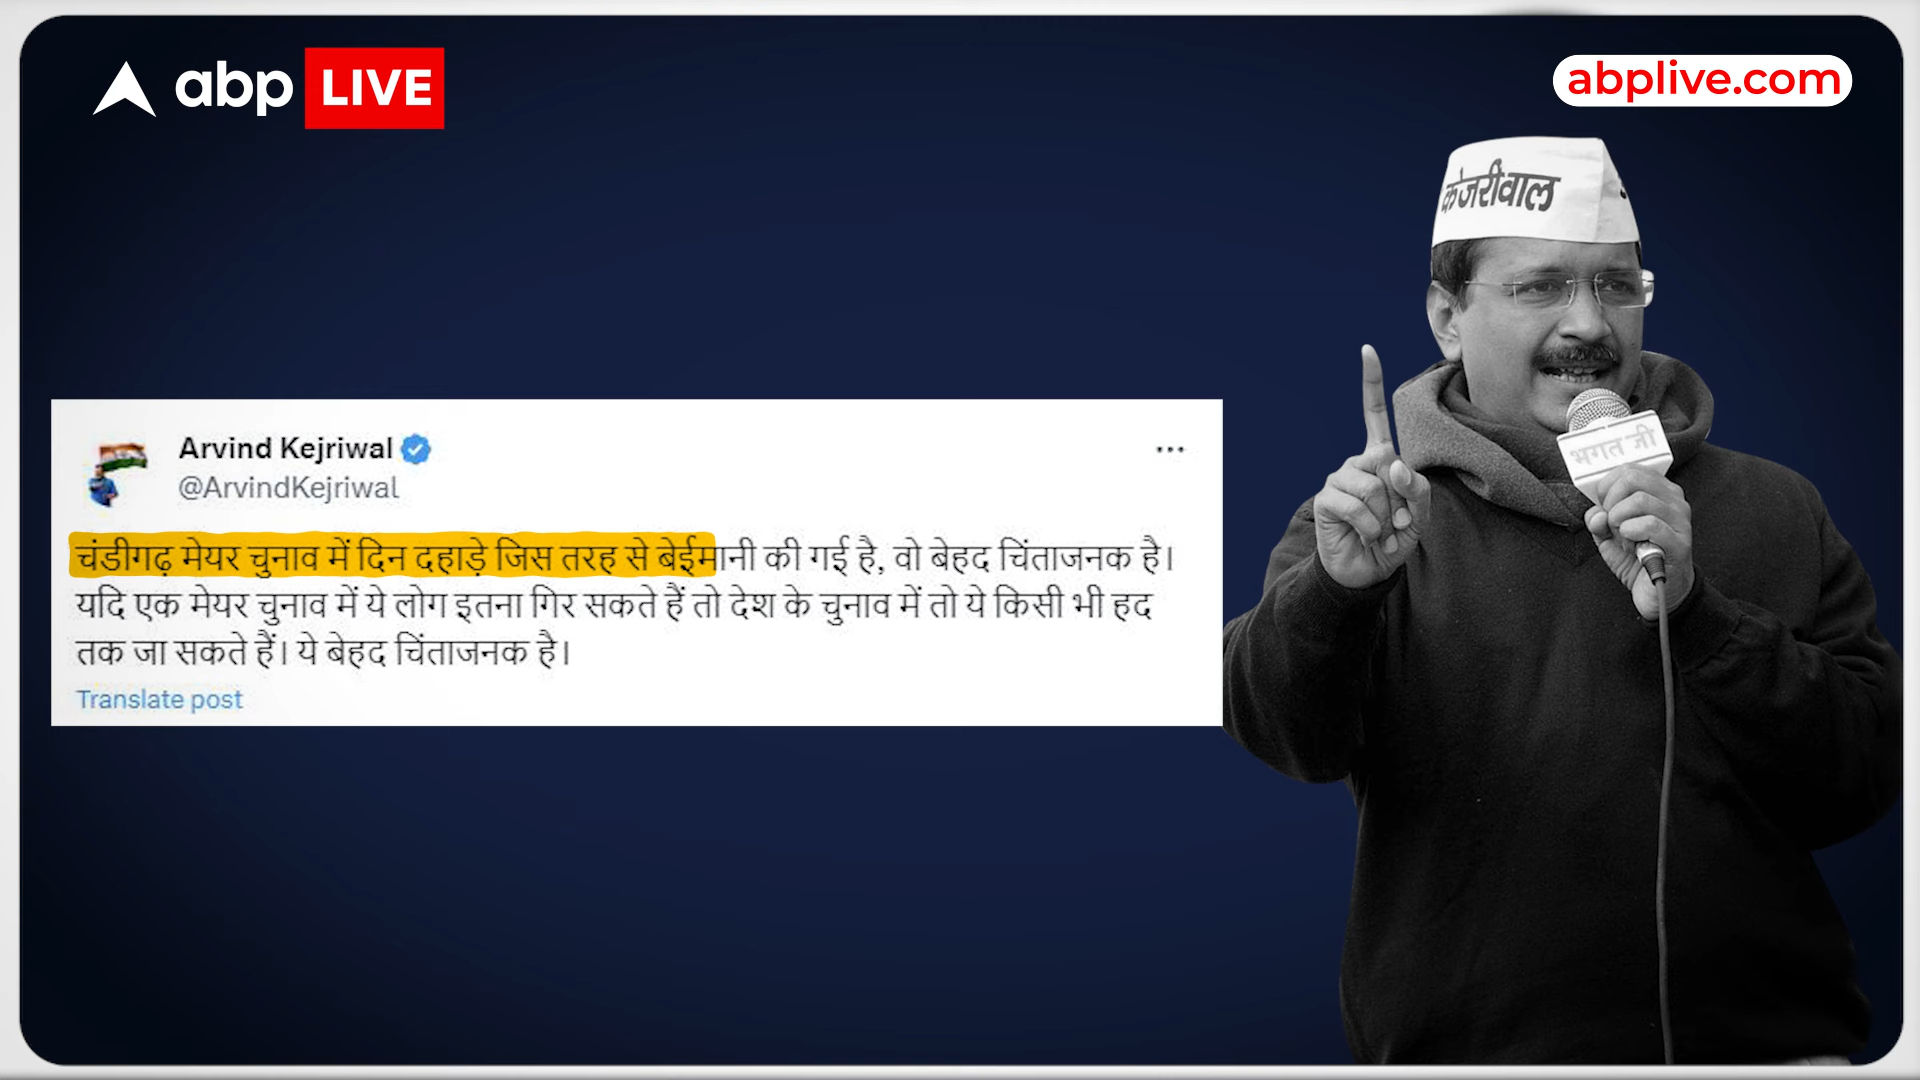 abp LIVE
abplive.com
केजरीवाल
भगत जी
Arvind Kejriwal
@ArvindKejriwal
चंडीगढ़ मेयर चुनाव में दिन दहाड़े जिस तरह से बेईमानी की गई है, वो बेहद चिंताजनक है।
यदि एक मेयर चुनाव में ये लोग इतना गिर सकते हैं तो देश के चुनाव में तो ये किसी भी हद
तक जा सकते हैं। ये बेहद चिंताजनक है।
Translate post